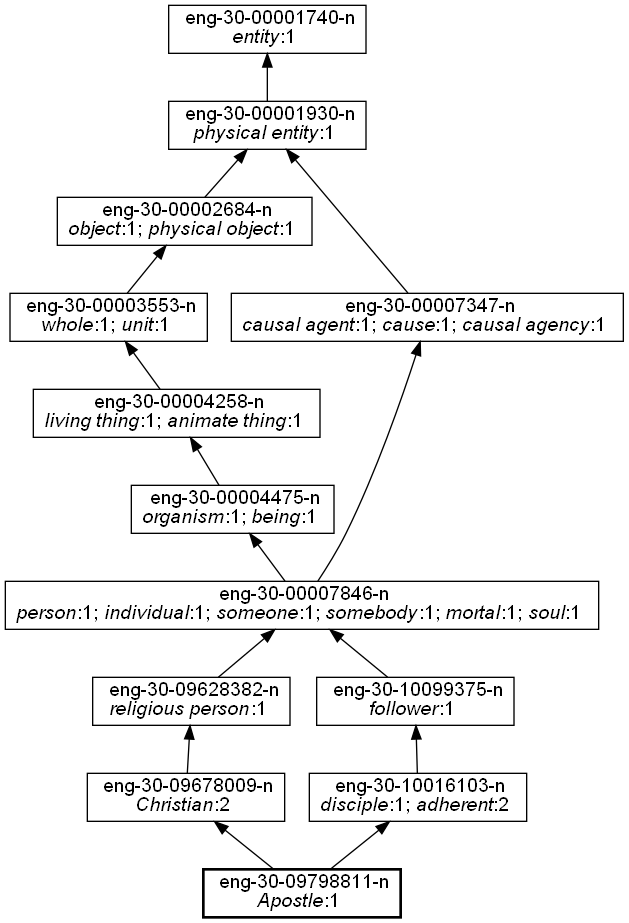 eng-30-00001740-n
entity:1
eng-30-00001930-n
physical entity:1
eng-30-00002684-n
object:1; physical object:1
eng-30-00003553-n
whole:1; unit:1
eng-30-00007347-n
causal agent:1; cause:1; causal agency:1
eng-30-00004258-n
living thing:1; animate thing:1
eng-30-00004475-n
organism:1; being:1
eng-30-00007846-n
person:1; individual:1; someone:1; somebody:1; mortal:1; soul:1
eng-30-09628382-n
religious person:1
eng-30-10099375-n
follower:1
eng-30-09678009-n
Christian:2
eng-30-10016103-n
disciple:1; adherent:2
eng-30-09798811-n
Apostle:1